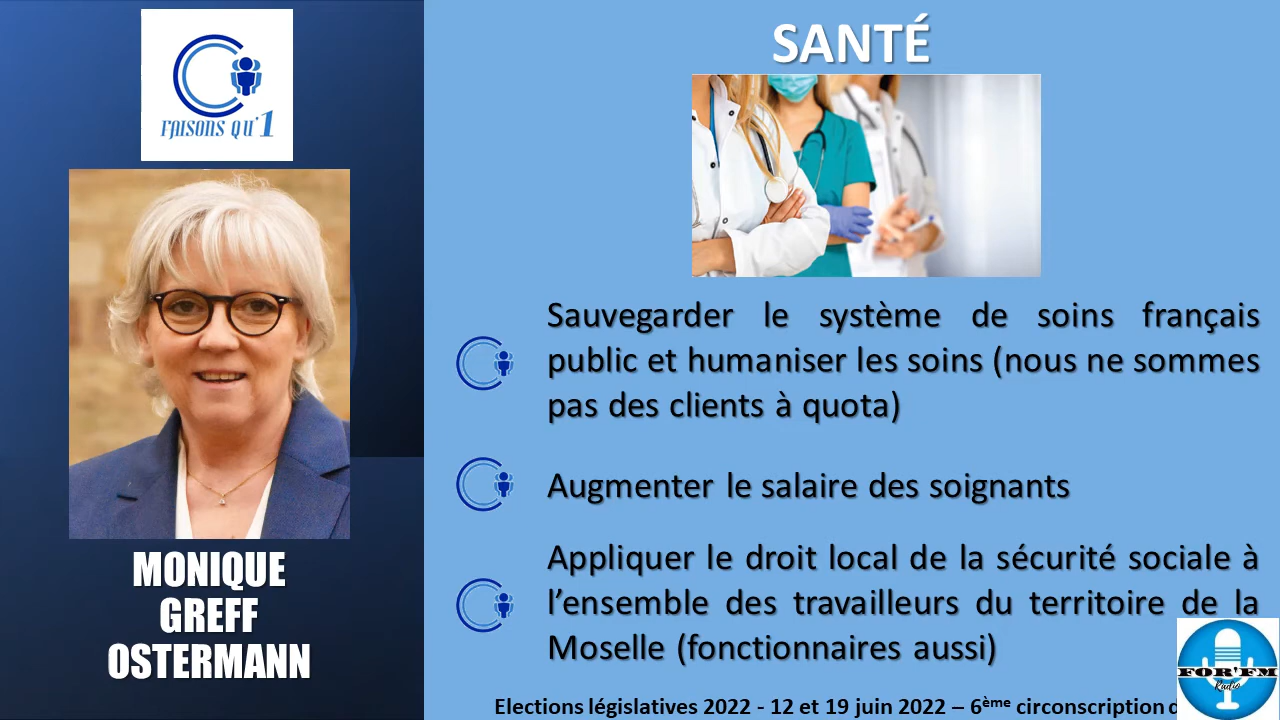 FAISONS QU'1
MONIQUE
GREFF
OSTERMANN
SANTÉ
Sauvegarder le système de soins français
public et humaniser les soins (nous ne sommes
pas des clients à quota)
Augmenter le salaire des soignants
Appliquer le droit local de la sécurité sociale à
l’ensemble des travailleurs du territoire de la
Moselle (fonctionnaires aussi)
Elections législatives 2022 - 12 et 19 juin 2022 – 6ème circonscription
FOR'FM
Radio